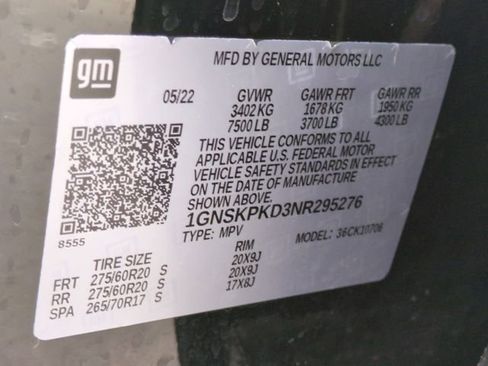 gm
MFD BY GENERAL MOTORS LLC
05/22 GVWR GAWR FRT GAWR RR
3402 KG 1678 KG 1950 KG
7500 LB 3700 LB 4300 LB
THIS VEHICLE CONFORMS TO ALL
APPLICABLE U.S. FEDERAL MOTOR
VEHICLE SAFETY STANDARDS IN EFFECT
ON THE DATE OF MANUFACTURE
SHOWN ABOVE.
1GNSKPKD3NR295276
8555 TYPE: MPV MODEL: 36CK10706
TIRE SIZE RIM
FRT 275/60R20 S 20X9J
RR 275/60R20 S 20X9J
SPA 265/70R17 S 17X8J